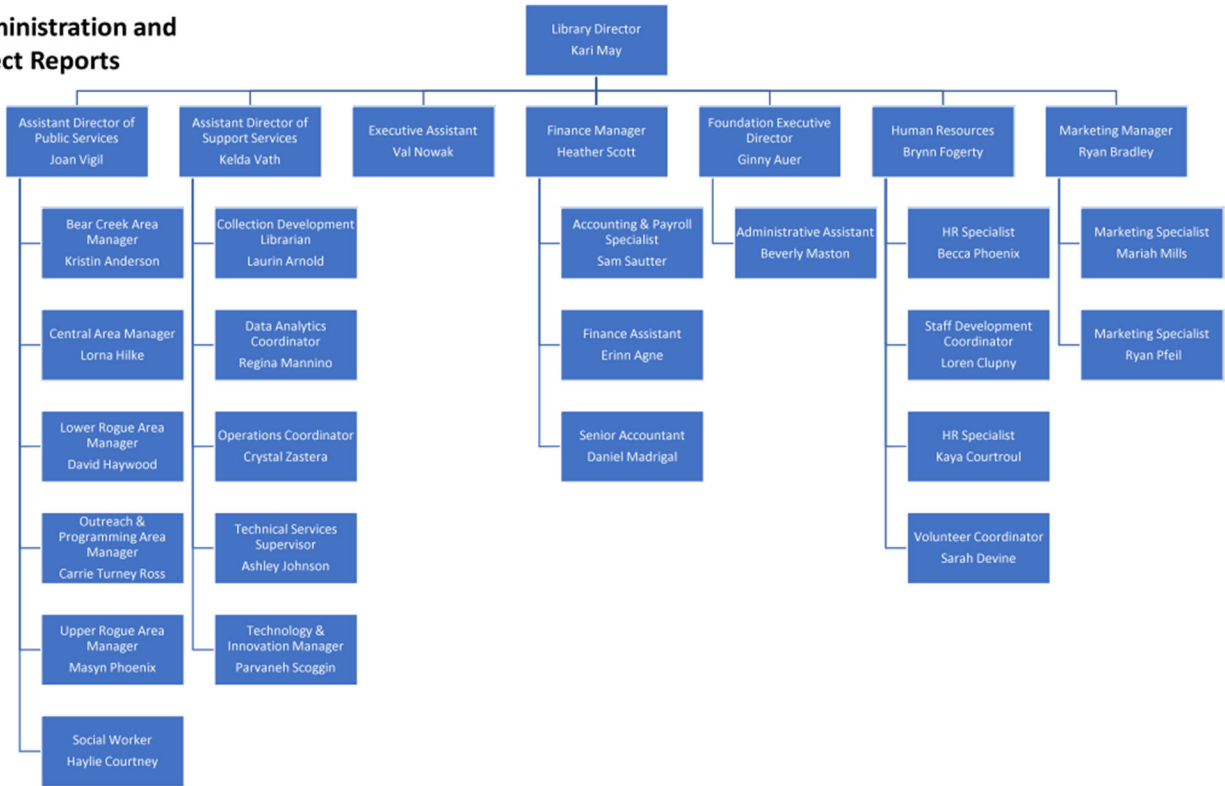 ministration and
ect Reports
Library Director
Kari May
Assistant Director of
Public Services
Joan Vigil
Assistant Director of
Support Services
Kelda Vath
Executive Assistant
Val Nowak
Finance Manager
Heather Scott
Foundation Executive
Director
Ginny Auer
Human Resources
Brynn Fogerty
Marketing Manager
Ryan Bradley
Bear Creek Area
Manager
Kristin Anderson
Central Area Manager
Lorna Hilke
Lower Rogue Area
Manager
David Haywood
Outreach &
Programming Area
Manager
Carrie Turney Ross
Upper Rogue Area
Manager
Masyn Phoenix
Social Worker
Haylie Courtney
Collection Development
Librarian
Laurin Arnold
Data Analytics
Coordinator
Regina Mannino
Operations Coordinator
Crystal Zastera
Technical Services
Supervisor
Ashley Johnson
Technology &
Innovation Manager
Parvaneh Scoggin
Accounting & Payroll
Specialist
Sam Sautter
Finance Assistant
Erinn Agne
Senior Accountant
Daniel Madrigal
Administrative Assistant
Beverly Maston
HR Specialist
Becca Phoenix
Staff Development
Coordinator
Loren Clupny
HR Specialist
Kaya Courtroul
Volunteer Coordinator
Sarah Devine
Marketing Specialist
Mariah Mills
Marketing Specialist
Ryan Pfeil